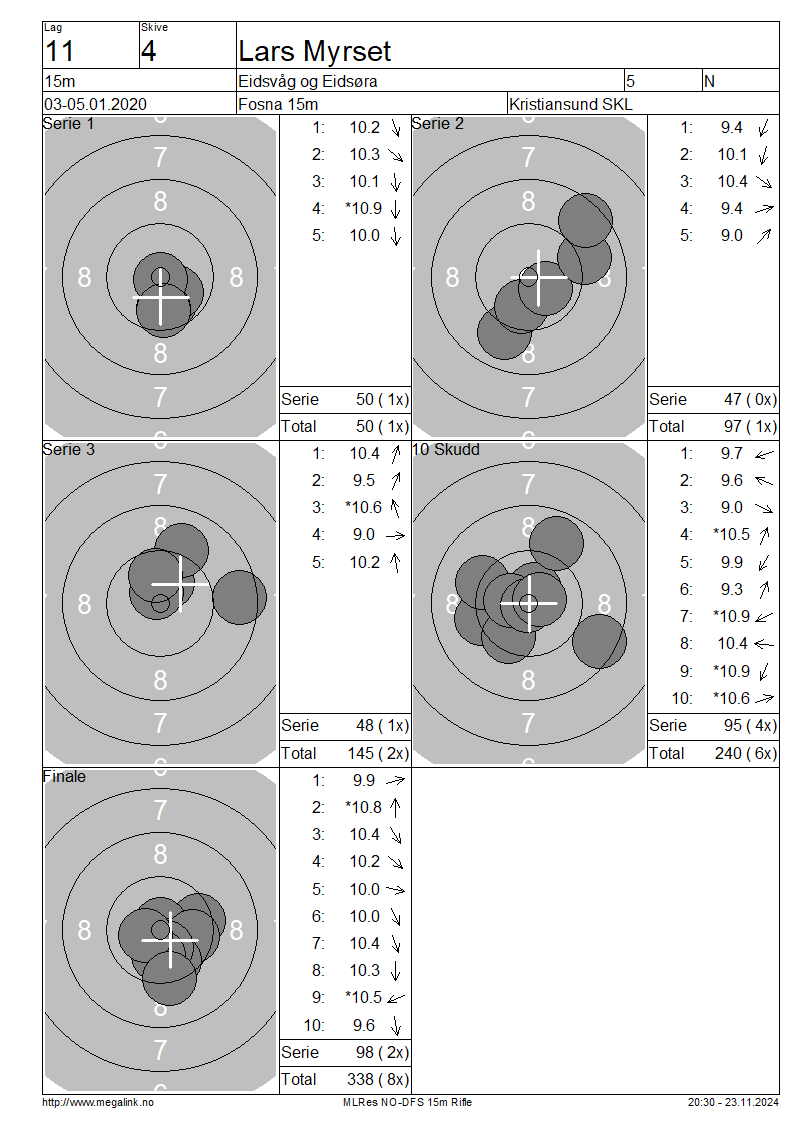 Lag
Skive
11
4
Lars Myrset
15m
Eidsvåg og Eidsøra
5
N
03-05.01.2020
Fosna 15m
Kristiansund SKL
Serie 1
7
8
8
8
8
7
1: 10.2
2: 10.3
3: 10.1
4: *10.9
5: 10.0
Serie 50 ( 1x)
Total 50 ( 1x)
Serie 2
7
8
8
8
8
7
1: 9.4
2: 10.1
3: 10.4
4: 9.4
5: 9.0
Serie 47 ( 0x)
Total 97 ( 1x)
Serie 3
7
8
8
8
7
1: 10.4
2: 9.5
3: *10.6
4: 9.0
5: 10.2
Serie 48 ( 1x)
Total 145 ( 2x)
10 Skudd
7
8
8
8
8
7
1: 9.7
2: 9.6
3: 9.0
4: *10.5
5: 9.9
6: 9.3
7: *10.9
8: 10.4
9: *10.9
10: *10.6
Serie 95 ( 4x)
Total 240 ( 6x)
Finale
7
8
8
8
8
7
1: 9.9
2: *10.8
3: 10.4
4: 10.2
5: 10.0
6: 10.0
7: 10.4
8: 10.3
9: *10.5
10: 9.6
Serie 98 ( 2x)
Total 338 ( 8x)
http://www.megalink.no
MLRes NO-DFS 15m Rifle
20:30 - 23.11.2024